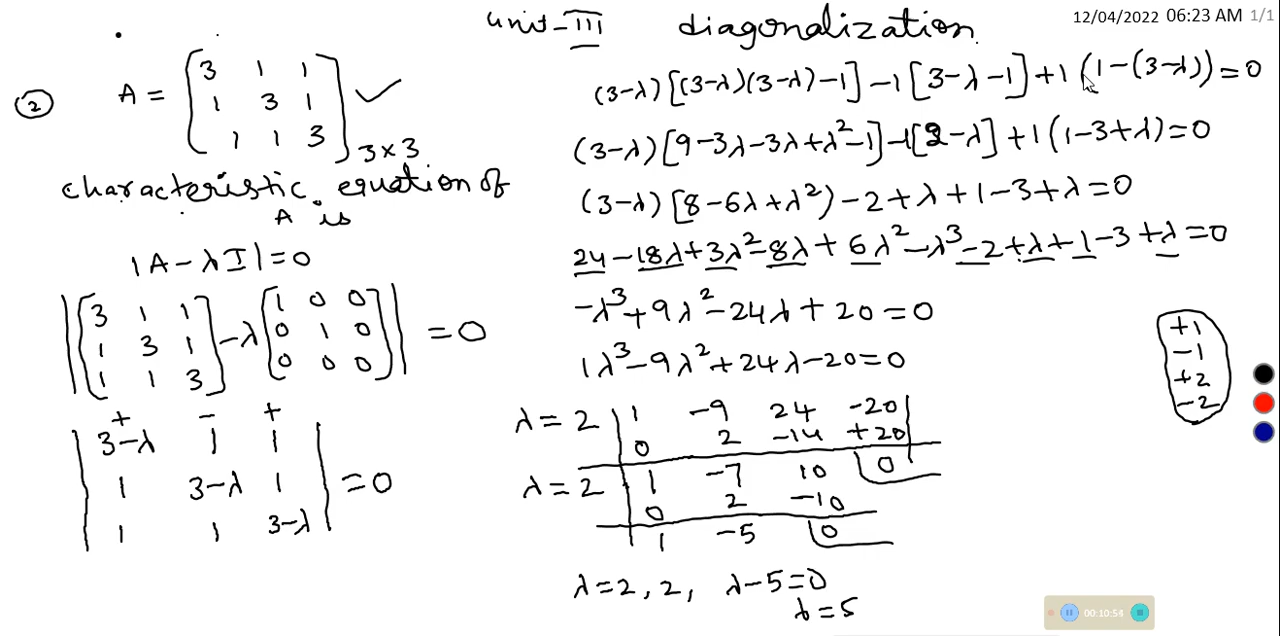 unit-III diagonalization
12/04/2022 06:23 AM 1/1
② A = [3 1 1
1 3 1
1 1 3]3×3 ✓
characteristic equation of
A is
|A - λI| = 0
|[3 1 1 - λ [1 0 0
1 3 1 0 1 0 = 0
1 1 3] 0 0 0]|
+ - +
|3-λ 1 1|
1 3-λ 1 = 0
1 1 3-λ
(3-λ)[(3-λ)(3-λ)-1] -1[3-λ-1] +1(1-(3-λ)) = 0
(3-λ)[9-3λ-3λ+λ²-1] -1[2-λ] +1(1-3+λ) = 0
(3-λ)[8-6λ+λ²) -2+λ+1-3+λ = 0
24-18λ+3λ²-8λ+6λ²-λ³-2+λ+1-3+λ = 0
-λ³+9λ²-24λ+20 = 0
1λ³-9λ²+24λ-20 = 0
λ = 2 | 1 -9 24 -20
0 2 -14 +20
λ = 2 | 1 -7 10 0
0 2 -10
1 -5 0
λ = 2, 2, λ-5 = 0
λ = 5
+1
-1
+2
-2
00:10:54